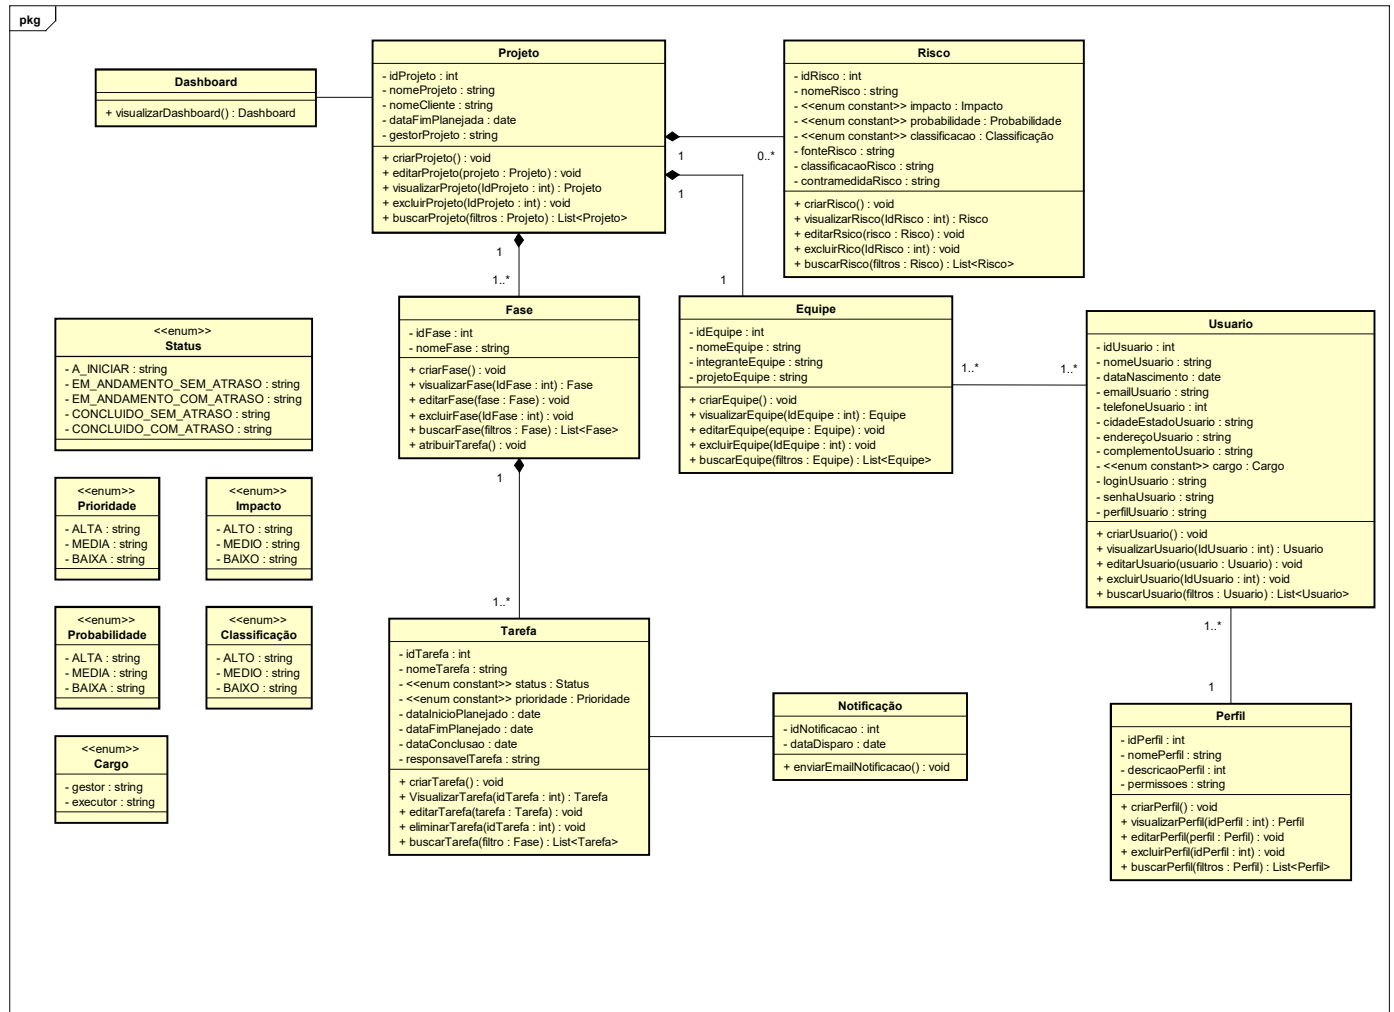 pkg
Dashboard
+ visualizarDashboard() : Dashboard
Projeto
- idProjeto : int
- nomeProjeto : string
- nomeCliente : string
- dataFimPlanejada : date
- gestorProjeto : string
+ criarProjeto() : void
+ editarProjeto(projeto : Projeto) : void
+ visualizarProjeto(IdProjeto : int) : Projeto
+ excluirProjeto(IdProjeto : int) : void
+ buscarProjeto(filtros : Projeto) : List<Projeto>
1
0..*
1
1
1
1..*
Risco
- idRisco : int
- nomeRisco : string
- <<enum constant>> impacto : Impacto
- <<enum constant>> probabilidade : Probabilidade
- <<enum constant>> classificacao : Classificação
- fonteRisco : string
- classificacaoRisco : string
- contramedidaRisco : string
+ criarRisco() : void
+ visualizarRisco(IdRisco : int) : Risco
+ editarRsico(risco : Risco) : void
+ excluirRico(IdRisco : int) : void
+ buscarRisco(filtros : Risco) : List<Risco>
<<enum>>
Status
- A_INICIAR : string
- EM_ANDAMENTO_SEM_ATRASO : string
- EM_ANDAMENTO_COM_ATRASO : string
- CONCLUIDO_SEM_ATRASO : string
- CONCLUIDO_COM_ATRASO : string
Fase
- idFase : int
- nomeFase : string
+ criarFase() : void
+ visualizarFase(IdFase : int) : Fase
+ editarFase(fase : Fase) : void
+ excluirFase(IdFase : int) : void
+ buscarFase(filtros : Fase) : List<Fase>
+ atribuirTarefa() : void
1
1..*
Equipe
- idEquipe : int
- nomeEquipe : string
- integranteEquipe : string
- projetoEquipe : string
+ criarEquipe() : void
+ visualizarEquipe(IdEquipe : int) : Equipe
+ editarEquipe(equipe : Equipe) : void
+ excluirEquipe(IdEquipe : int) : void
+ buscarEquipe(filtros : Equipe) : List<Equipe>
1..*
1..*
Usuario
- idUsuario : int
- nomeUsuario : string
- dataNascimento : date
- emailUsuario : string
- telefoneUsuario : int
- cidadeEstadoUsuario : string
- endereçoUsuario : string
- complementoUsuario : string
- <<enum constant>> cargo : Cargo
- loginUsuario : string
- senhaUsuario : string
- perfilUsuario : string
+ criarUsuario() : void
+ visualizarUsuario(IdUsuario : int) : Usuario
+ editarUsuario(usuario : Usuario) : void
+ excluirUsuario(IdUsuario : int) : void
+ buscarUsuario(filtros : Usuario) : List<Usuario>
1..*
1
<<enum>>
Prioridade
- ALTA : string
- MEDIA : string
- BAIXA : string
<<enum>>
Impacto
- ALTO : string
- MEDIO : string
- BAIXO : string
<<enum>>
Probabilidade
- ALTA : string
- MEDIA : string
- BAIXA : string
<<enum>>
Classificação
- ALTO : string
- MEDIO : string
- BAIXO : string
<<enum>>
Cargo
- gestor : string
- executor : string
Tarefa
- idTarefa : int
- nomeTarefa : string
- <<enum constant>> status : Status
- <<enum constant>> prioridade : Prioridade
- dataInicioPlanejado : date
- dataFimPlanejado : date
- dataConclusao : date
- responsavelTarefa : string
+ criarTarefa() : void
+ VisualizarTarefa(idTarefa : int) : Tarefa
+ editarTarefa(tarefa : Tarefa) : void
+ eliminarTarefa(idTarefa : int) : void
+ buscarTarefa(filtro : Fase) : List<Tarefa>
Notificação
- idNotificacao : int
- dataDisparo : date
+ enviarEmailNotificacao() : void
Perfil
- idPerfil : int
- nomePerfil : string
- descricaoPerfil : int
- permissoes : string
+ criarPerfil() : void
+ visualizarPerfil(idPerfil : int) : Perfil
+ editarPerfil(perfil : Perfil) : void
+ excluirPerfil(idPerfil : int) : void
+ buscarPerfil(filtros : Perfil) : List<Perfil>